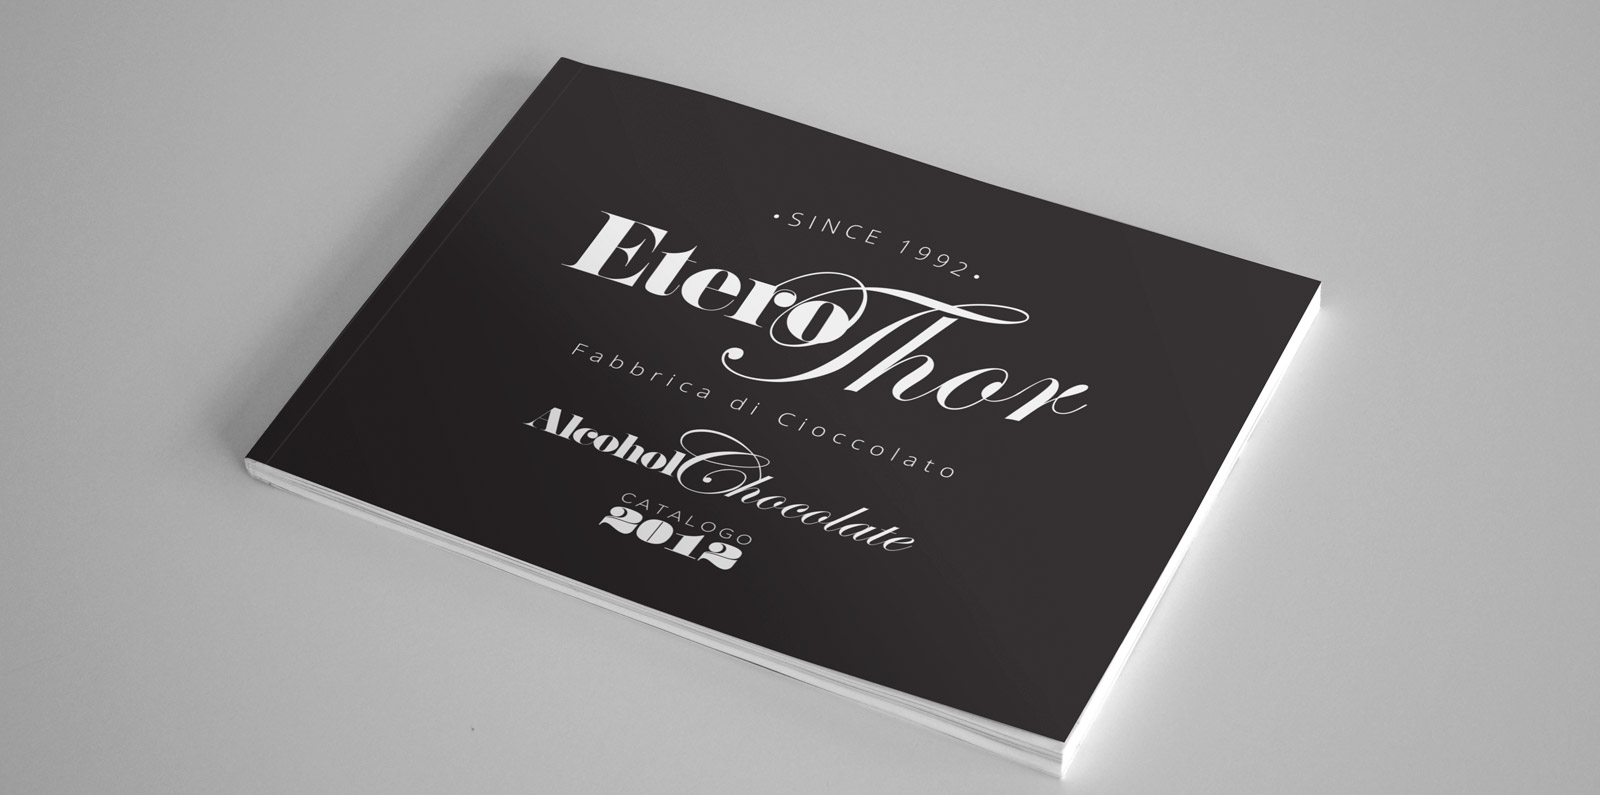 •SINCE 1992•
EteroThor
Fabbrica di Cioccolato
AlcoholChocolate
CATALOGO
2012